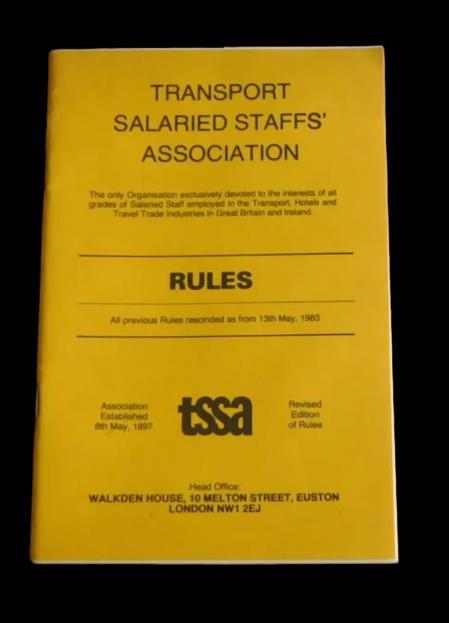 TRANSPORT
SALARIED STAFFS'
ASSOCIATION
The only Organisation exclusively devoted to the interests of all
grades of Salaried Staff employed in the Transport, Hotels and
Travel Trade Industries in Great Britain and Ireland.
RULES
All previous Rules rescinded as from 13th May, 1983
Association
Established
8th May, 1897
tssa
Revised
Edition
of Rules
Head Office:
WALKDEN HOUSE, 10 MELTON STREET, EUSTON
LONDON NW1 2EJ